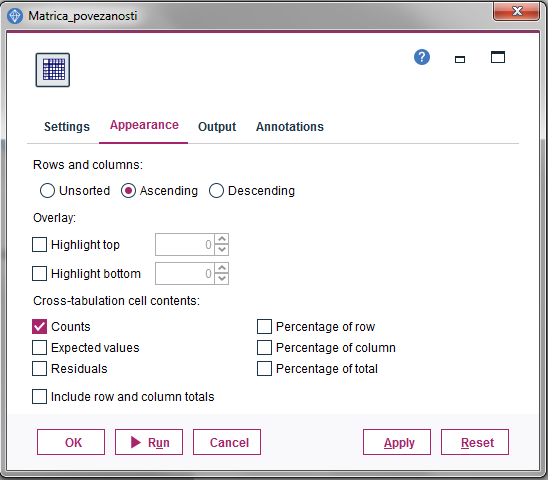 Matrica_povezanosti
Settings Appearance Output Annotations
Rows and columns:
Unsorted Ascending Descending
Overlay:
Highlight top 0
Highlight bottom 0
Cross-tabulation cell contents:
Counts Percentage of row
Expected values Percentage of column
Residuals Percentage of total
Include row and column totals
OK Run Cancel Apply Reset